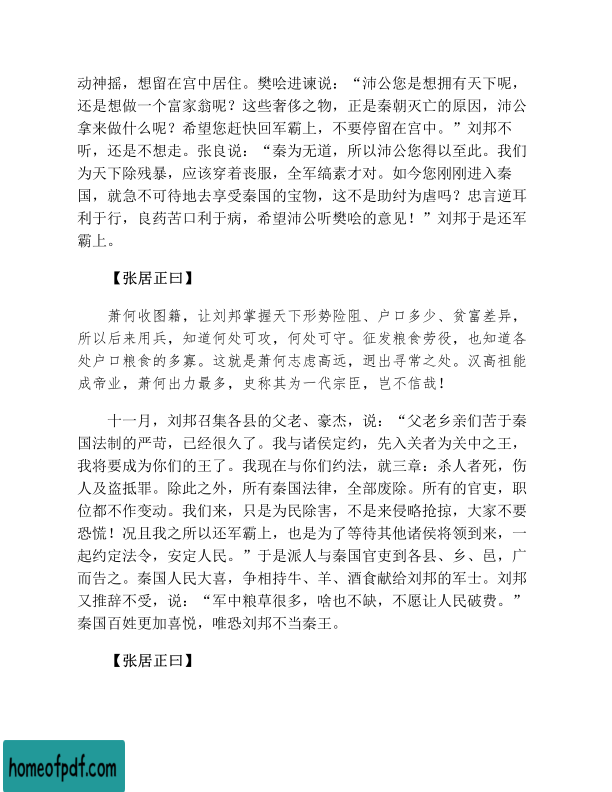 动神摇，想留在宫中居住。樊哙进谏说：“沛公您是想拥有天下呢，
还是想做一个富家翁呢？这些奢侈之物，正是秦朝灭亡的原因，沛公
拿来做什么呢？希望您赶快回军霸上，不要停留在宫中。”刘邦不
听，还是不想走。张良说：“秦为无道，所以沛公您得以至此。我们
为天下除残暴，应该穿着丧服，全军缟素才对。如今您刚刚进入秦
国，就急不可待地去享受秦国的宝物，这不是助纣为虐吗？忠言逆耳
利于行，良药苦口利于病，希望沛公听樊哙的意见！”刘邦于是还军
霸上。
【张居正曰】
萧何收图籍，让刘邦掌握天下形势险阻、户口多少、贫富差异，
所以后来用兵，知道何处可攻，何处可守。征发粮食劳役，也知道各
处户口粮食的多寡。这就是萧何志虑高远，迥出寻常之处。汉高祖能
成帝业，萧何出力最多，史称其为一代宗臣，岂不信哉！
十一月，刘邦召集各县的父老、豪杰，说：“父老乡亲们苦于秦
国法制的严苛，已经很久了。我与诸侯定约，先入关者为关中之王，
我将要成为你们的王了。我现在与你们约法，就三章：杀人者死，伤
人及盗抵罪。除此之外，所有秦国法律，全部废除。所有的官吏，职
位都不作变动。我们来，只是为民除害，不是来侵略抢掠，大家不要
恐慌！况且我之所以还军霸上，也是为了等待其他诸侯将领到来，一
起约定法令，安定人民。”于是派人与秦国官吏到各县、乡、邑，广
而告之。秦国人民大喜，争相持牛、羊、酒食献给刘邦的军士。刘邦
又推辞不受，说：“军中粮草很多，啥也不缺，不愿让人民破费。”
秦国百姓更加喜悦，唯恐刘邦不当秦王。
【张居正曰】
homeofpdf.com